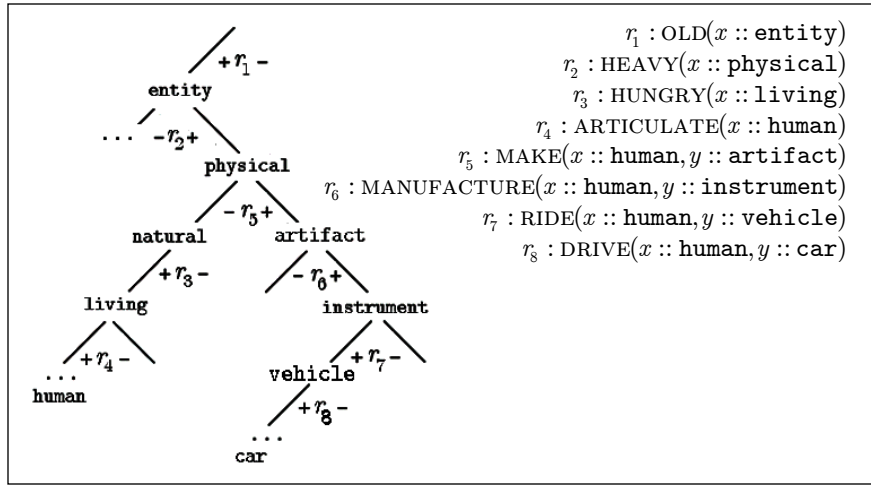 + r₁ −
entity
... − r₂ +
physical
− r₅ +
natural artifact
+ r₃ − − r₆ +
living instrument
+ r₄ − + r₇ −
... vehicle
human + r₈ −
...
car
r₁ : OLD(x :: entity)
r₂ : HEAVY(x :: physical)
r₃ : HUNGRY(x :: living)
r₄ : ARTICULATE(x :: human)
r₅ : MAKE(x :: human, y :: artifact)
r₆ : MANUFACTURE(x :: human, y :: instrument)
r₇ : RIDE(x :: human, y :: vehicle)
r₈ : DRIVE(x :: human, y :: car)